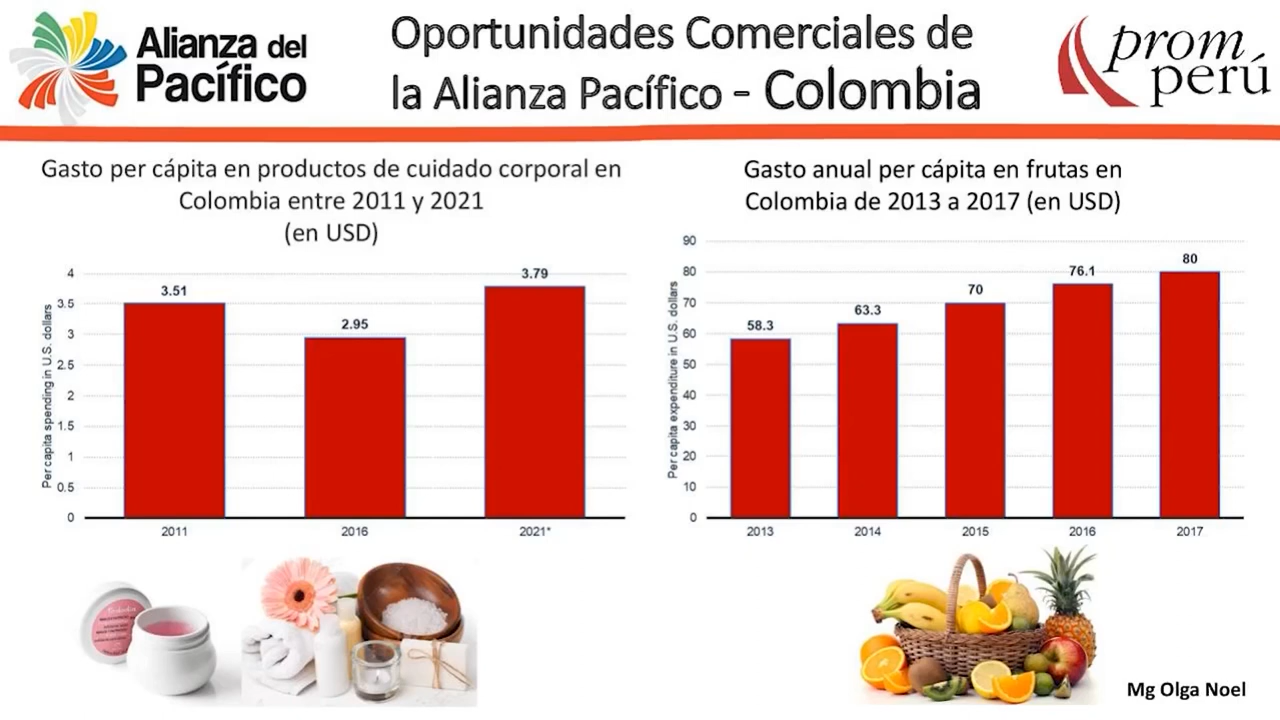 Alianza del
Pacífico
Oportunidades Comerciales de
la Alianza Pacífico - Colombia
prom
perú
Gasto per cápita en productos de cuidado corporal en
Colombia entre 2011 y 2021
(en USD)
Per capita spending in U.S. dollars
4
3.5
3
2.5
2
1.5
1
0.5
0
3.51
2.95
3.79
2011
2016
2021*
Gasto anual per cápita en frutas en
Colombia de 2013 a 2017 (en USD)
Per capita expenditure in U.S. dollars
90
80
70
60
50
40
30
20
10
0
58.3
63.3
70
76.1
80
2013
2014
2015
2016
2017
Mg Olga Noel